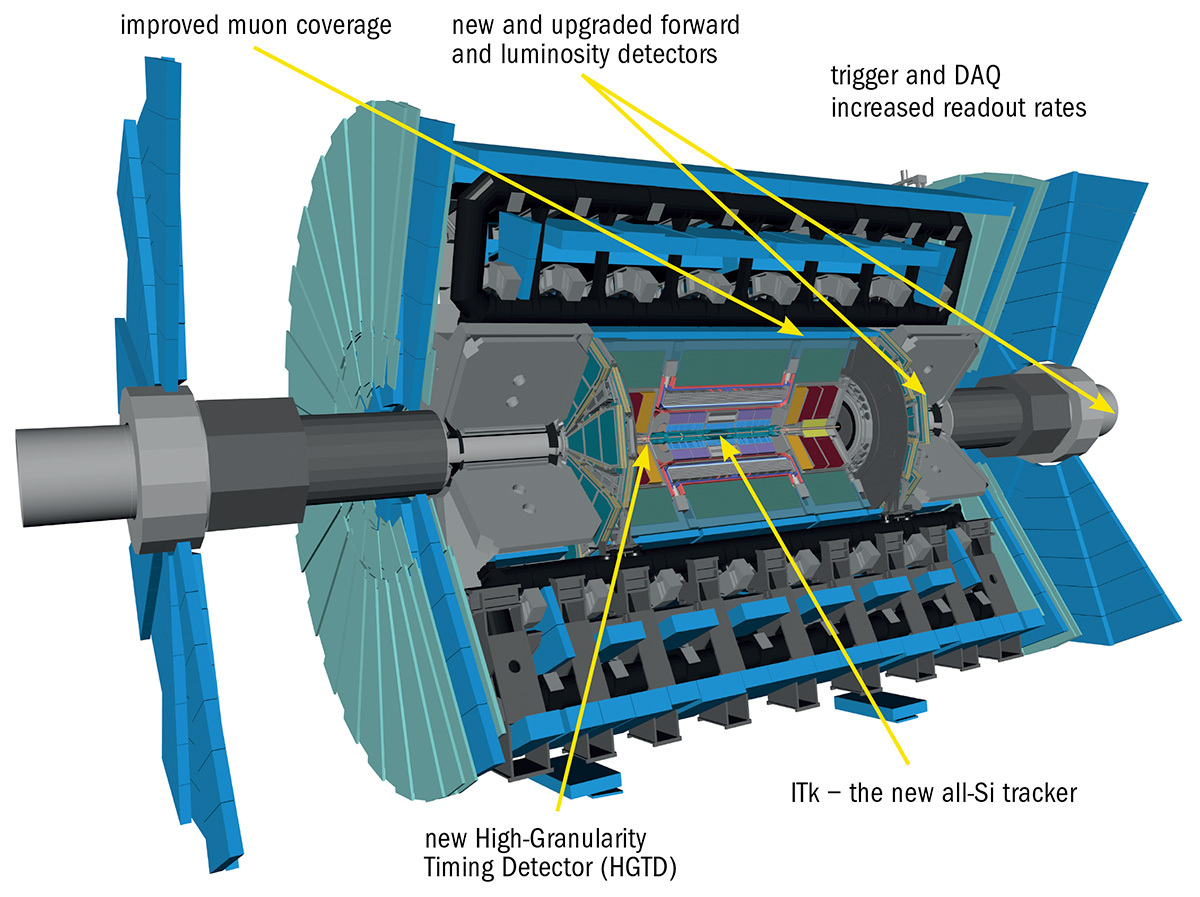 improved muon coverage
new and upgraded forward
and luminosity detectors
trigger and DAQ
increased readout rates
ITk – the new all-Si tracker
new High-Granularity
Timing Detector (HGTD)